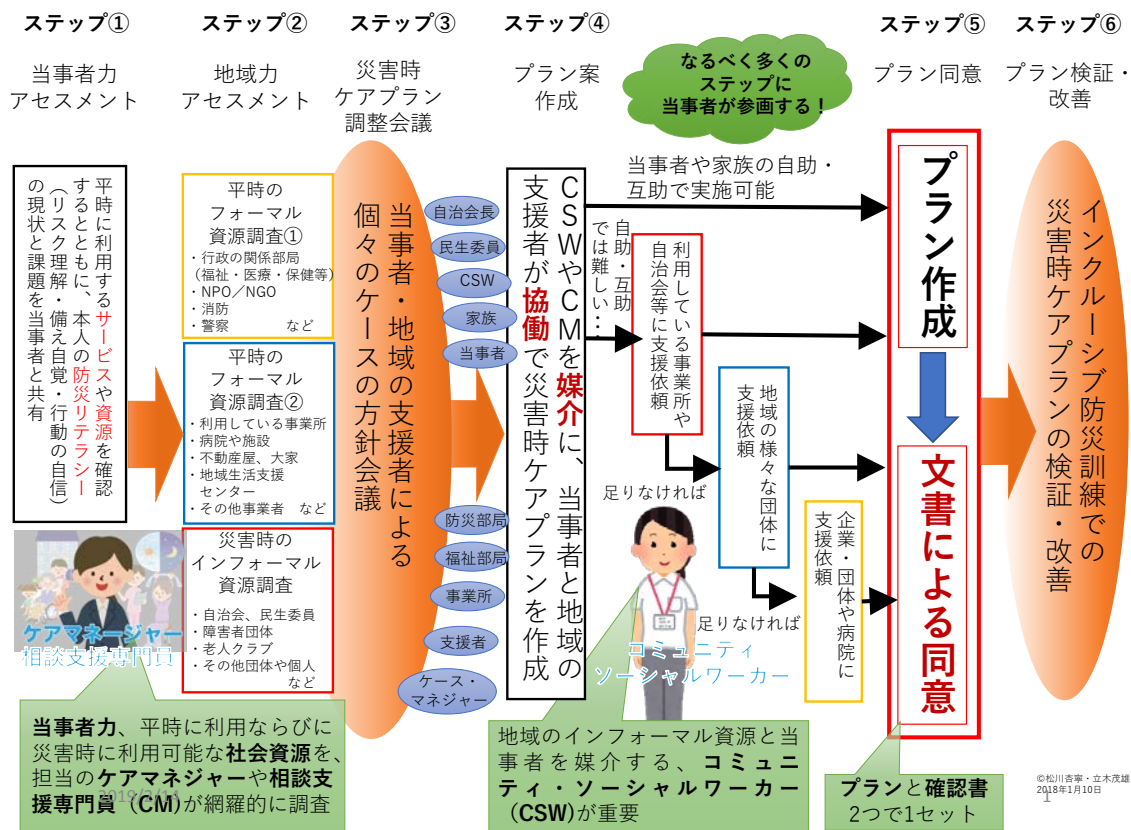 ステップ①
当事者力
アセスメント
ステップ②
地域力
アセスメント
ステップ③
災害時
ケアプラン
調整会議
ステップ④
プラン案
作成
なるべく多くの
ステップに
当事者が参画する！
ステップ⑤
プラン同意
ステップ⑥
プラン検証・
改善
平時に利用するサービスや資源を確認
するとともに、本人の防災リテラシー
（リスク理解・備え自覚・行動の自信）
の現状と課題を当事者と共有
平時の
フォーマル
資源調査①
・行政の関係部局
（福祉・医療・保健等）
・NPO／NGO
・消防
・警察　など
平時の
フォーマル
資源調査②
・利用している事業所
・病院や施設
・不動産屋、大家
・地域生活支援
センター
・その他事業者　など
災害時の
インフォーマル
資源調査
・自治会、民生委員
・障害者団体
・老人クラブ
・その他団体や個人
など
当事者・地域の支援者による
個々のケースの方針会議
自治会長
民生委員
CSW
家族
当事者
防災部局
福祉部局
事業所
支援者
ケース・
マネジャー
CSWやCMを媒介に、当事者と地域の
支援者が協働で災害時ケアプランを作成
当事者や家族の自助・
互助で実施可能
自助・互助
では難しい…
利用している事業所や
自治会等に支援依頼
足りなければ
地域の様々な団体に
支援依頼
足りなければ
企業・団体や病院に
支援依頼
プラン作成
文書による同意
インクルーシブ防災訓練での
災害時ケアプランの検証・改善
ケアマネージャー
相談支援専門員
コミュニティ
ソーシャルワーカー
当事者力、平時に利用ならびに
災害時に利用可能な社会資源を、
担当のケアマネジャーや相談支
援専門員（CM)が網羅的に調査
2019/2/14
地域のインフォーマル資源と当
事者を媒介する、コミュニ
ティ・ソーシャルワーカー
(CSW)が重要
プランと確認書
2つで1セット
©松川杏寧・立木茂雄
2018年1月10日
1